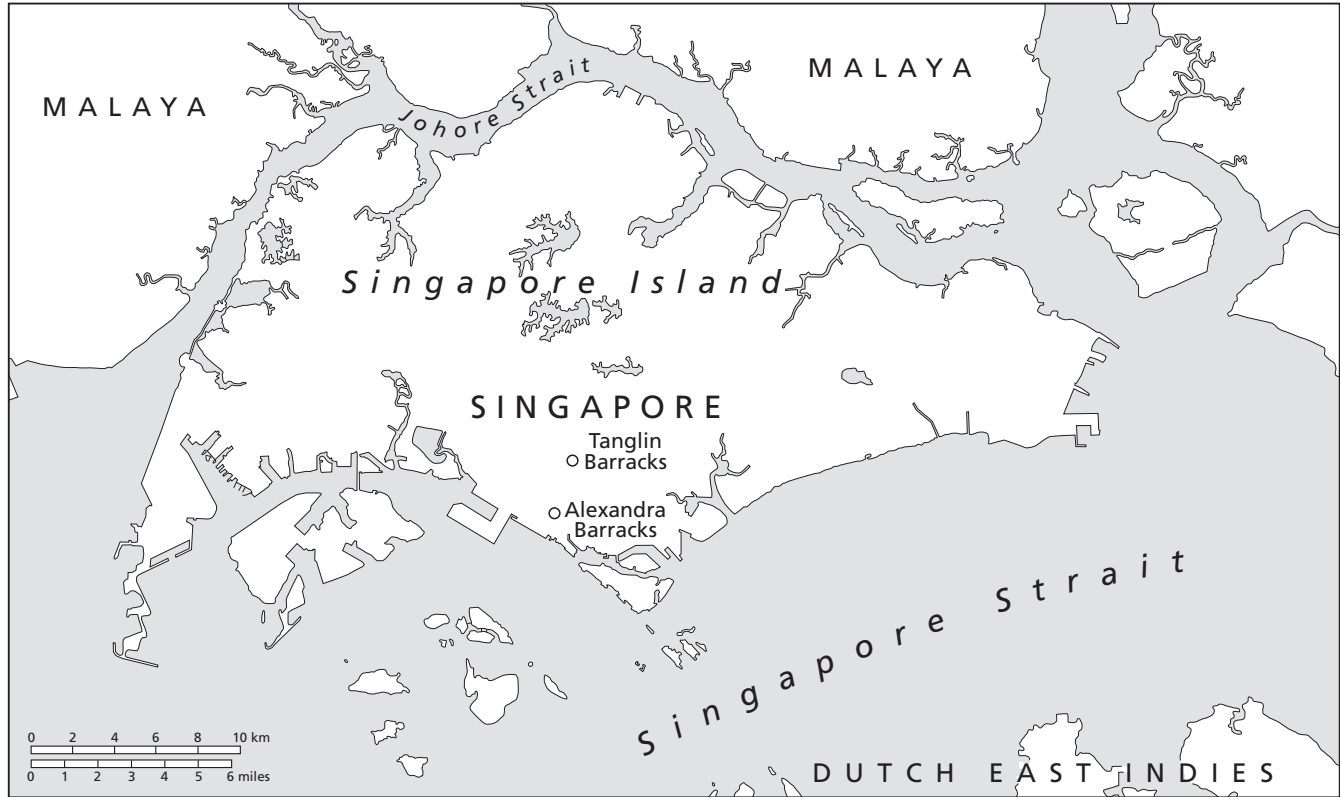 MALAYA
MALAYA
Johore Strait
Singapore Island
SINGAPORE
Tanglin
Barracks
Alexandra
Barracks
Singapore Strait
0 2 4 6 8 10 km
0 1 2 3 4 5 6 miles
DUTCH EAST INDIES